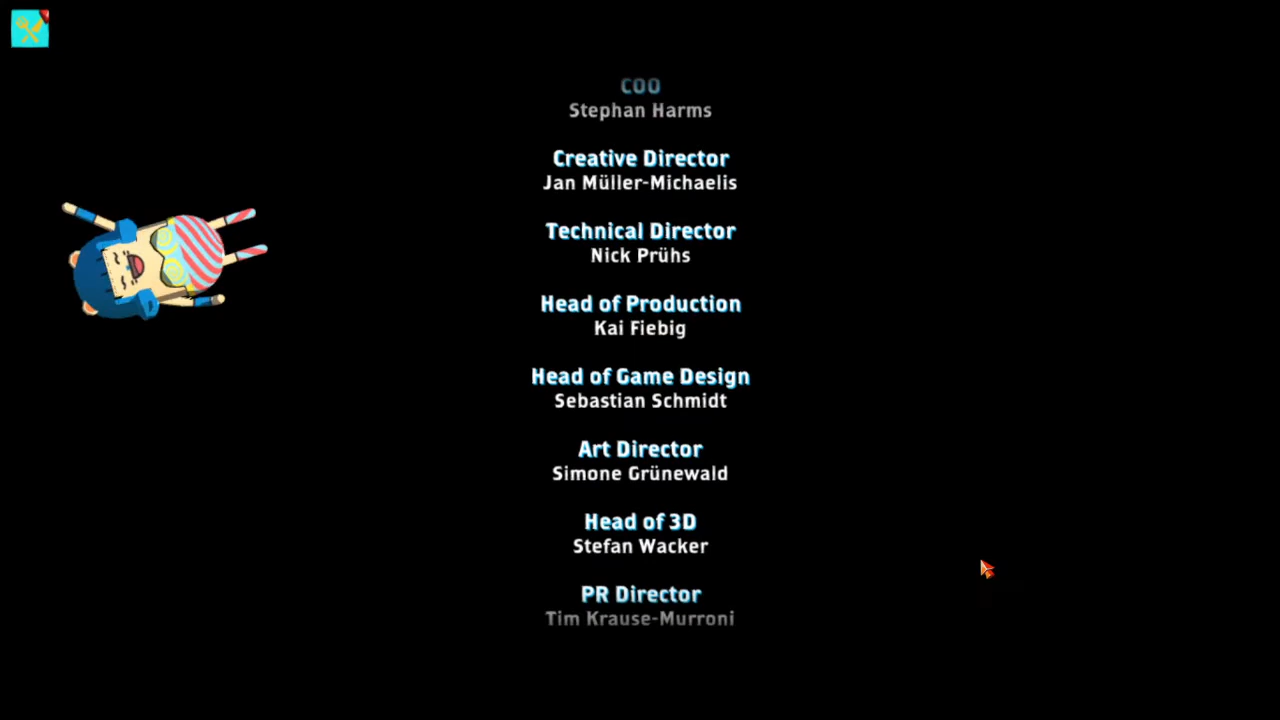 COO
Stephan Harms
Creative Director
Jan Müller-Michaelis
Technical Director
Nick Prühs
Head of Production
Kai Fiebig
Head of Game Design
Sebastian Schmidt
Art Director
Simone Grünewald
Head of 3D
Stefan Wacker
PR Director
Tim Krause-Murroni